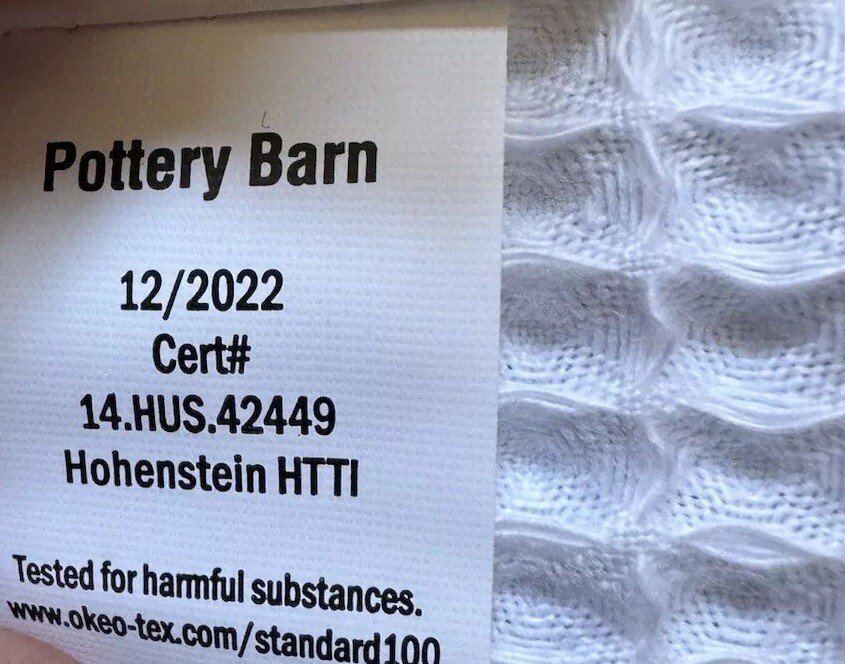 Pottery Barn
12/2022
Cert#
14.HUS.42449
Hohenstein HTTI
Tested for harmful substances.
www.okeo-tex.com/standard100